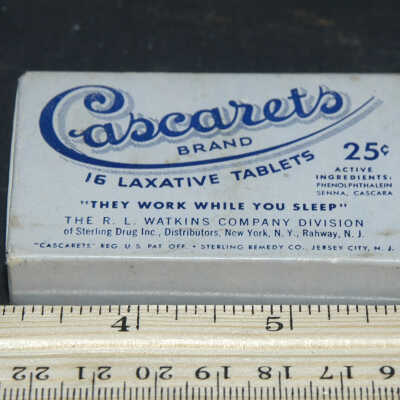 Cascarets
BRAND
16 LAXATIVE TABLETS
25¢
ACTIVE
INGREDIENTS:
PHENOLPHTHALEIN
SENNA, CASCARA
"THEY WORK WHILE YOU SLEEP"
THE R. L. WATKINS COMPANY DIVISION
of Sterling Drug Inc., Distributors, New York, N. Y., Rahway, N. J.
"CASCARETS" REG. U.S. PAT. OFF. • STERLING REMEDY CO., JERSEY CITY, N. J.
4 5
22 21 20 19 18 17 16 15